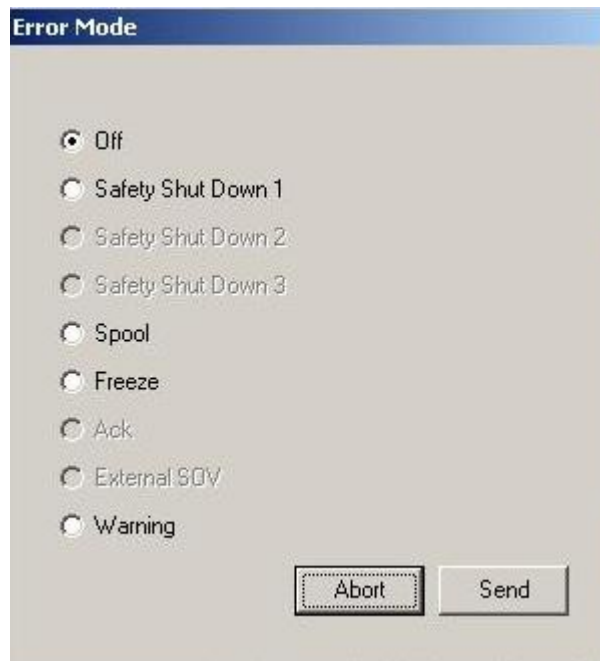 Error Mode
Off
Safety Shut Down 1
Safety Shut Down 2
Safety Shut Down 3
Spool
Freeze
Ack
External SOV
Warning
Abort Send